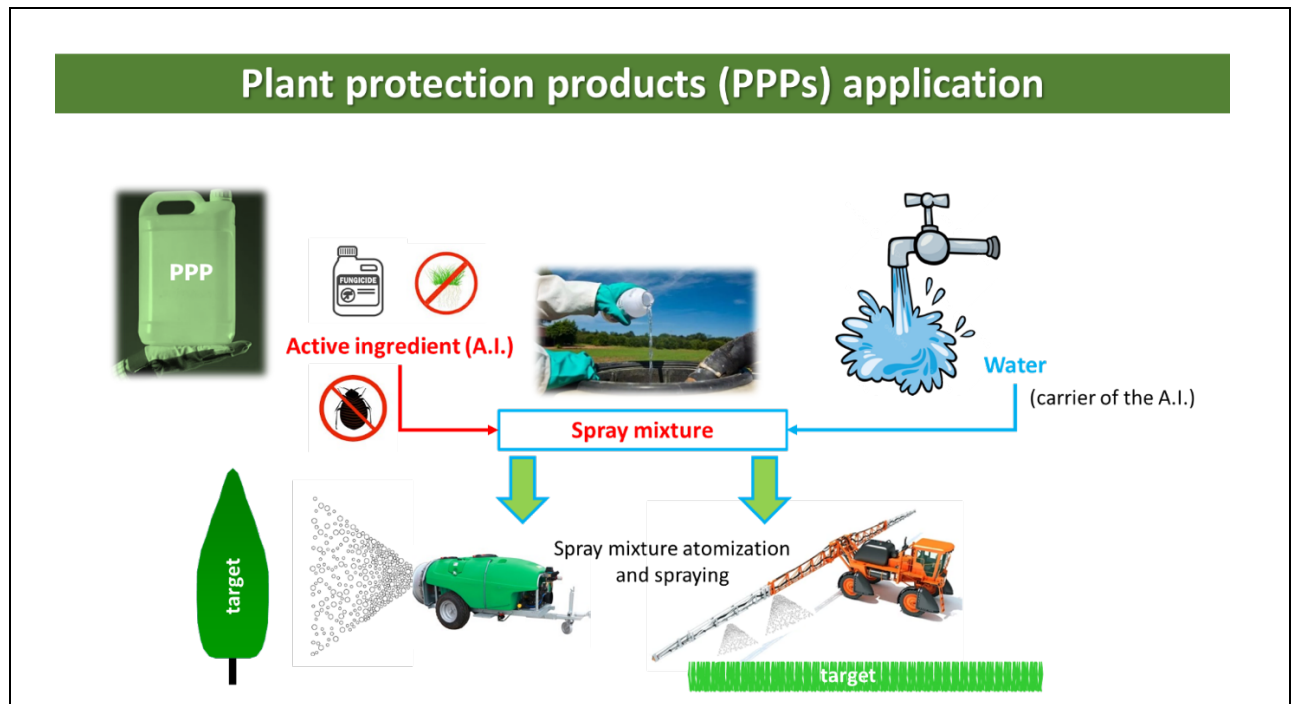 Plant protection products (PPPs) application
PPP
FUNGICIDE
Active ingredient (A.I.)
Water
(carrier of the A.I.)
Spray mixture
Spray mixture atomization
and spraying
target
target